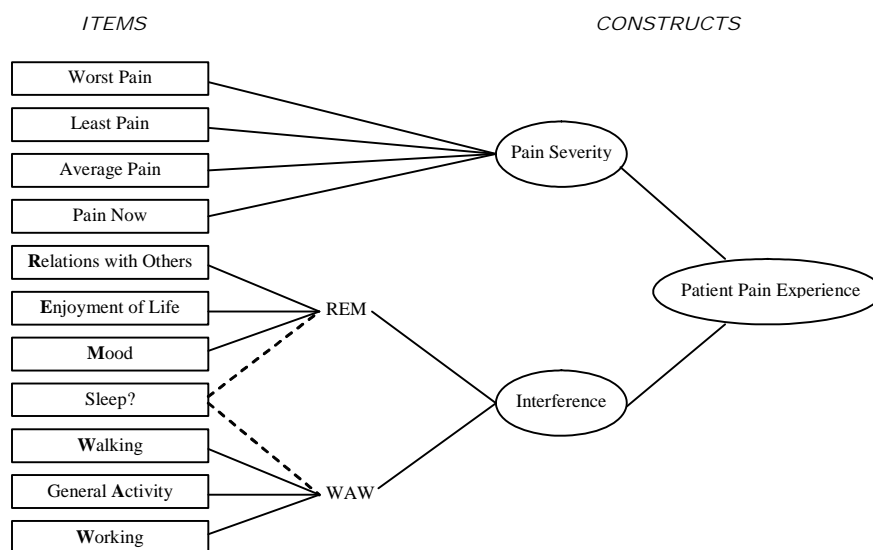 ITEMS
CONSTRUCTS
Worst Pain
Least Pain
Average Pain
Pain Now
Relations with Others
Enjoyment of Life
Mood
Sleep?
Walking
General Activity
Working
REM
WAW
Pain Severity
Interference
Patient Pain Experience